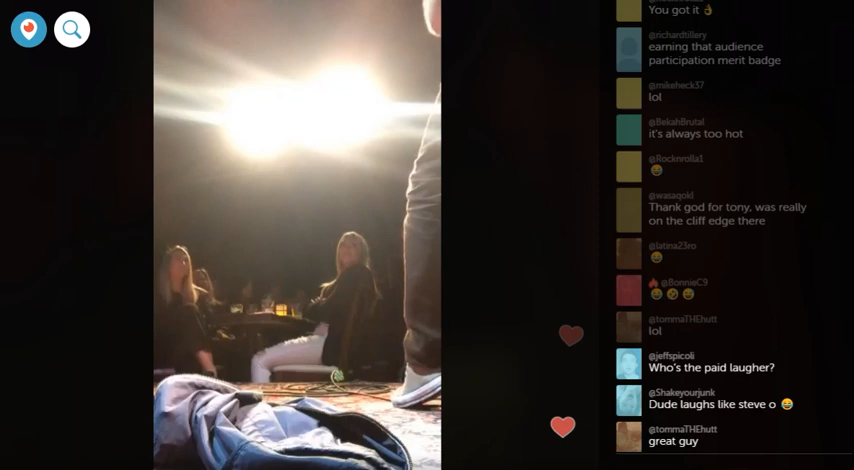 You got it 👌
@richardtillery
earning that audience
participation merit badge
@mikeheck37
lol
@BekahBrutal
it's always too hot
@Rocknrolla1
😂
@wasaqokl
Thank god for tony, was really
on the cliff edge there
@latina23ro
😂
🔥 @BonnieC9
😂 🤣 😂
@tommaTHEhutt
lol
@jeffspicoli
Who's the paid laugher?
@Shakeyourjunk
Dude laughs like steve o 😂
@tommaTHEhutt
great guy